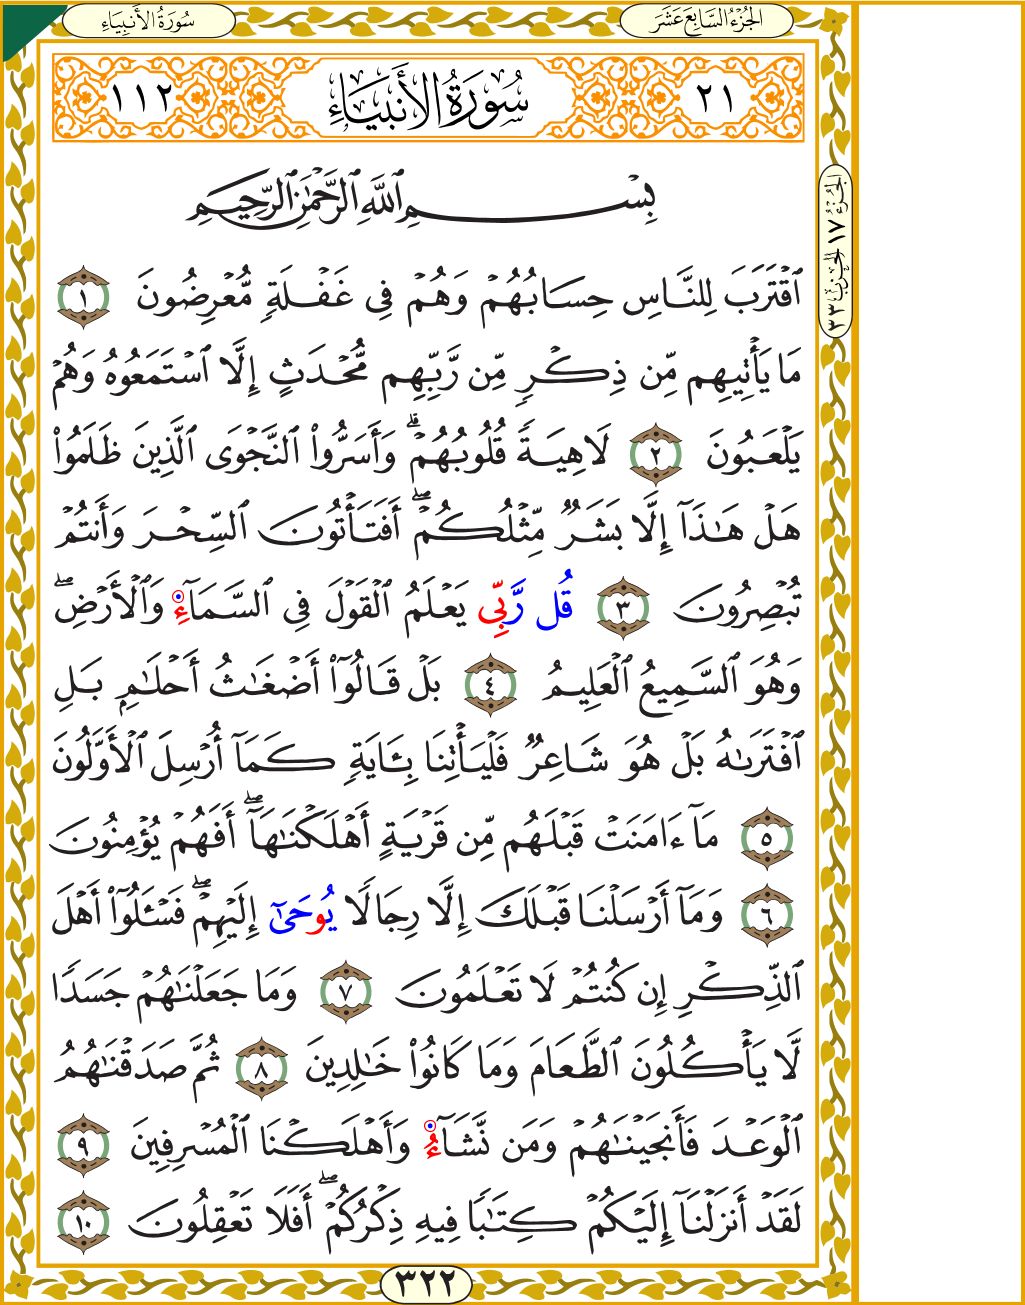 الجُزْءُ السَّابِعَ عَشَرَ
سُورَةُ الأَنبِيَاءِ
٢١ سُورَةُ الأَنبِيَاءِ ١١٢
بِسْمِ ٱللَّهِ ٱلرَّحْمَٰنِ ٱلرَّحِيمِ
ٱقْتَرَبَ لِلنَّاسِ حِسَابُهُمْ وَهُمْ فِى غَفْلَةٍ مُّعْرِضُونَ ١
مَا يَأْتِيهِم مِّن ذِكْرٍ مِّن رَّبِّهِم مُّحْدَثٍ إِلَّا ٱسْتَمَعُوهُ وَهُمْ
يَلْعَبُونَ ٢ لَاهِيَةً قُلُوبُهُمْ ۗ وَأَسَرُّوا۟ ٱلنَّجْوَى ٱلَّذِينَ ظَلَمُوا۟
هَلْ هَٰذَآ إِلَّا بَشَرٌ مِّثْلُكُمْ ۖ أَفَتَأْتُونَ ٱلسِّحْرَ وَأَنتُمْ
تُبْصِرُونَ ٣ قُل رَّبِّى يَعْلَمُ ٱلْقَوْلَ فِى ٱلسَّمَآءِ وَٱلْأَرْضِ ۖ
وَهُوَ ٱلسَّمِيعُ ٱلْعَلِيمُ ٤ بَلْ قَالُوٓا۟ أَضْغَٰثُ أَحْلَٰمٍ بَلِ
ٱفْتَرَىٰهُ بَلْ هُوَ شَاعِرٌ فَلْيَأْتِنَا بِـَٔايَةٍ كَمَآ أُرْسِلَ ٱلْأَوَّلُونَ
٥ مَآ ءَامَنَتْ قَبْلَهُم مِّن قَرْيَةٍ أَهْلَكْنَٰهَآ ۖ أَفَهُمْ يُؤْمِنُونَ
٦ وَمَآ أَرْسَلْنَا قَبْلَكَ إِلَّا رِجَالًا يُوحَىٰٓ إِلَيْهِمْ ۖ فَسْـَٔلُوٓا۟ أَهْلَ
ٱلذِّكْرِ إِن كُنتُمْ لَا تَعْلَمُونَ ٧ وَمَا جَعَلْنَٰهُمْ جَسَدًا
لَّا يَأْكُلُونَ ٱلطَّعَامَ وَمَا كَانُوا۟ خَٰلِدِينَ ٨ ثُمَّ صَدَقْنَٰهُمُ
ٱلْوَعْدَ فَأَنجَيْنَٰهُمْ وَمَن نَّشَآءُ وَأَهْلَكْنَا ٱلْمُسْرِفِينَ ٩
لَقَدْ أَنزَلْنَآ إِلَيْكُمْ كِتَٰبًا فِيهِ ذِكْرُكُمْ ۖ أَفَلَا تَعْقِلُونَ ١٠
الجُزْءُ ١٧ الحِزْبُ ٣٣
٣٢٢